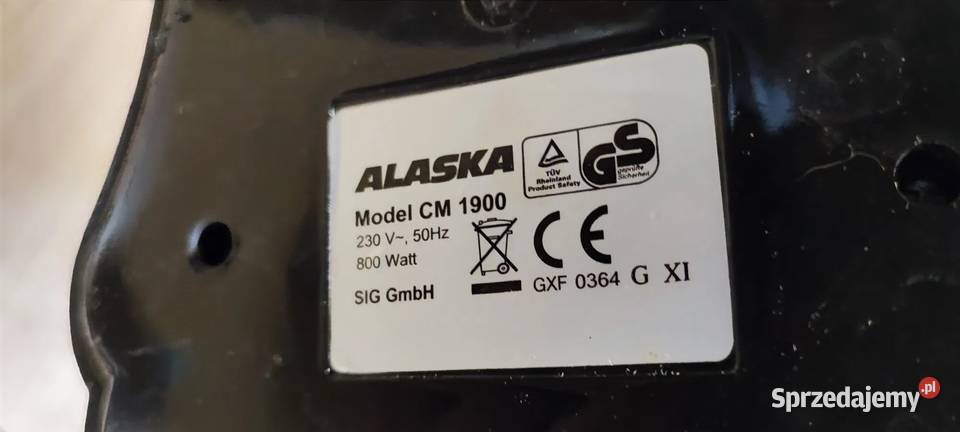 ALASKA
TÜV
Rheinland
Product Safety
GS
geprüfte
Sicherheit
Model CM 1900
230 V~, 50Hz
800 Watt
CE
SIG GmbH
GXF 0364 G XI
Sprzedajemy.pl